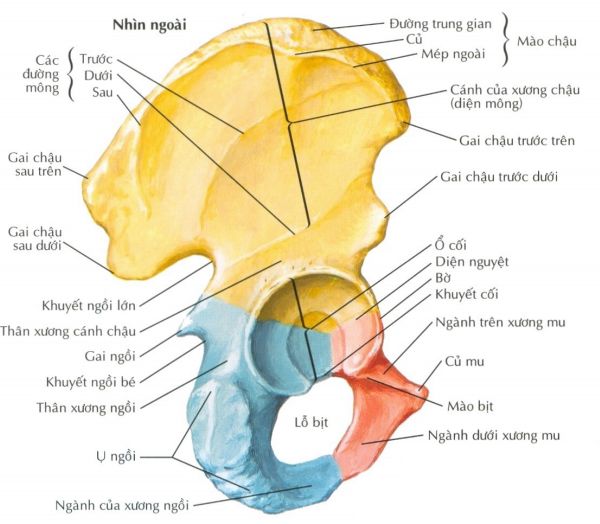 Nhìn ngoài
Các
đường
mông
Trước
Dưới
Sau
Đường trung gian
Củ
Mép ngoài
Mào chậu
Cánh của xương chậu
(diện mông)
Gai chậu trước trên
Gai chậu trước dưới
Gai chậu
sau trên
Gai chậu
sau dưới
Ổ cối
Diện nguyệt
Bờ
Khuyết cối
Ngành trên xương mu
Củ mu
Mào bịt
Ngành dưới xương mu
Khuyết ngồi lớn
Thân xương cánh chậu
Gai ngồi
Khuyết ngồi bé
Thân xương ngồi
Lỗ bịt
Ụ ngồi
Ngành của xương ngồi